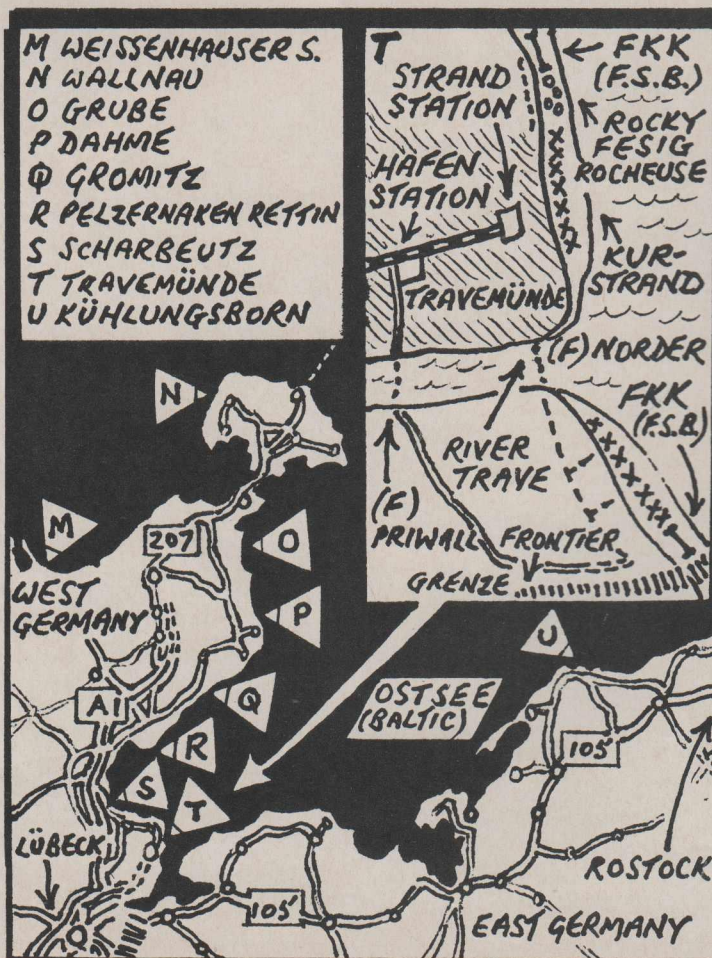 M WEISSENHAUSER S.
N WALLNAU
O GRUBE
P DAHME
Q GROMITZ
R PELZERNAKEN RETTIN
S SCHARBEUTZ
T TRAVEMÜNDE
U KÜHLUNGSBORN
T
STRAND
STATION
HAFEN
STATION
TRAVEMÜNDE
FKK
(F.S.B.)
ROCKY
FESIG
ROCHEUSE
KUR-
STRAND
(F) NORDER
FKK
(F.S.B.)
RIVER
TRAVE
(F)
PRIWALL
FRONTIER
GRENZE
N
M
207
O
WEST
GERMANY
P
U
A1
Q
OSTSEE
(BALTIC)
R
105
S
T
LÜBECK
ROSTOCK
105
EAST GERMANY